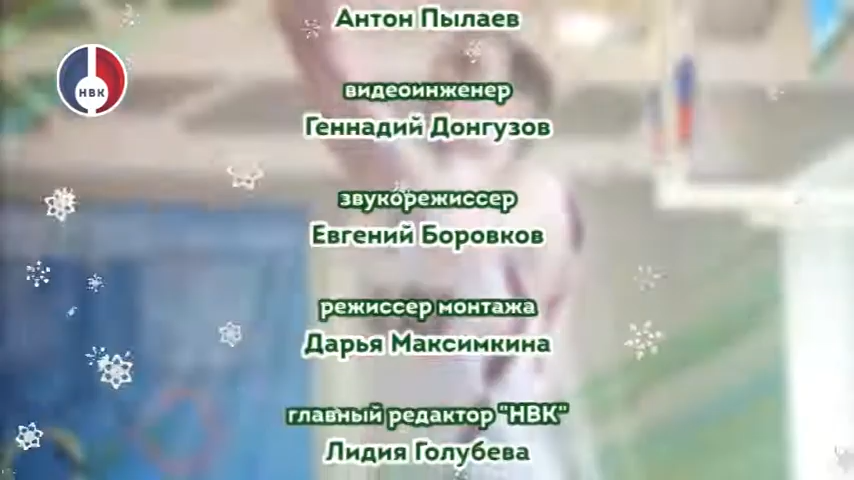 Антон Пылаев
НВК
видеоинженер
Геннадий Донгузов
звукорежиссер
Евгений Боровков
режиссер монтажа
Дарья Максимкина
главный редактор "НВК"
Лидия Голубева